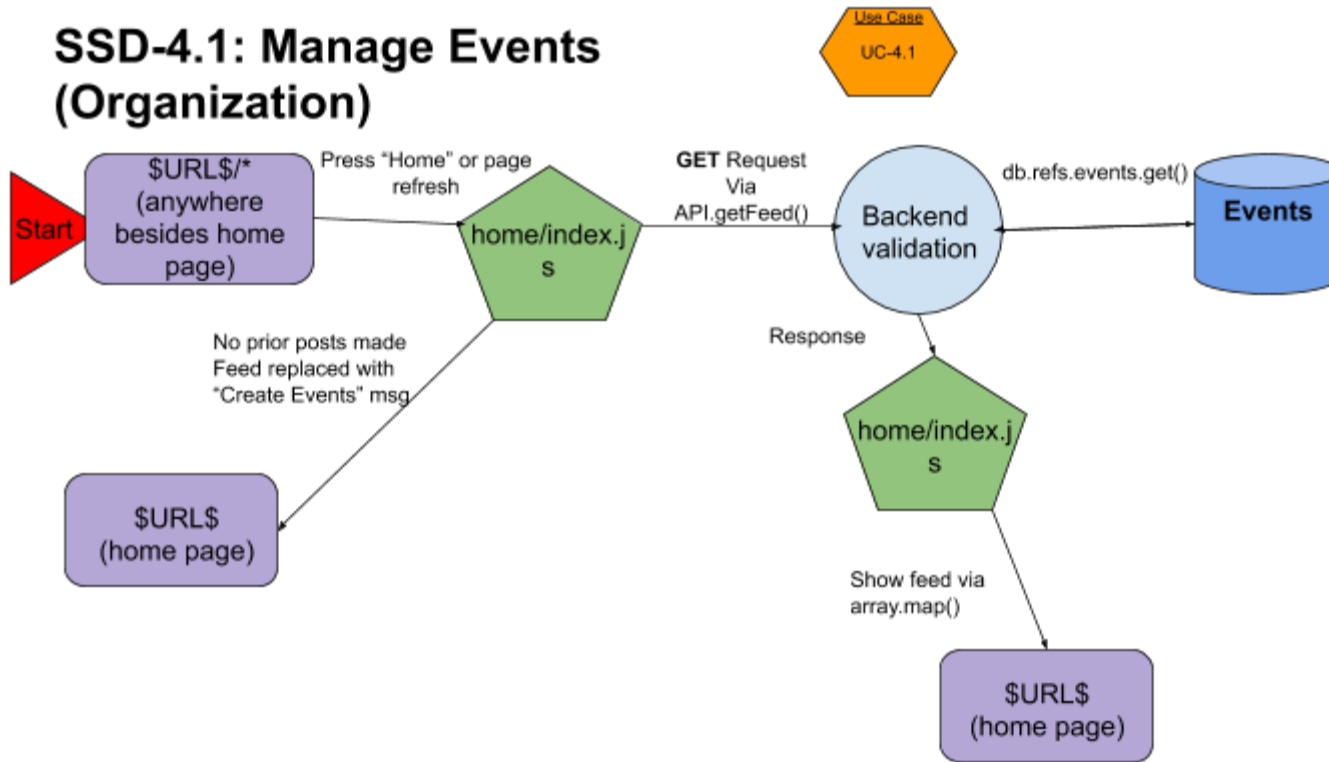 SSD-4.1: Manage Events
(Organization)
Use Case
UC-4.1
Start
$URL$/*
(anywhere
besides home
page)
Press “Home” or page
refresh
home/index.j
s
GET Request
Via
API.getFeed()
Backend
validation
db.refs.events.get()
Events
No prior posts made
Feed replaced with
“Create Events” msg
$URL$
(home page)
Response
home/index.j
s
Show feed via
array.map()
$URL$
(home page)